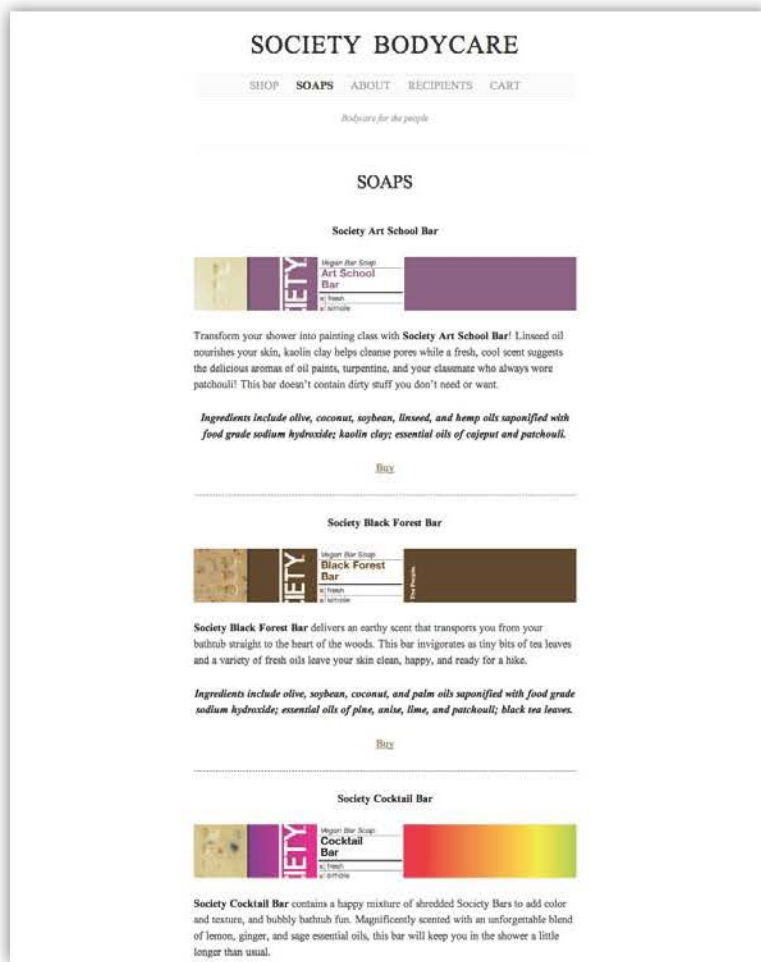 SOCIETY BODYCARE
SHOP SOAPS ABOUT RECIPIENTS CART
Bodycare for the people
SOAPS
Society Art School Bar
IETY
Vegan Bar Soap
Art School
Bar
x fresh
x simple
Transform your shower into painting class with Society Art School Bar! Linseed oil
nourishes your skin, kaolin clay helps cleanse pores while a fresh, cool scent suggests
the delicious aromas of oil paints, turpentine, and your classmate who always wore
patchouli! This bar doesn't contain dirty stuff you don't need or want.
Ingredients include olive, coconut, soybean, linseed, and hemp oils saponified with
food grade sodium hydroxide; kaolin clay; essential oils of cajeput and patchouli.
Buy
Society Black Forest Bar
IETY
Vegan Bar Soap
Black Forest
Bar
x fresh
x simple
The People.
Society Black Forest Bar delivers an earthy scent that transports you from your
bathtub straight to the heart of the woods. This bar invigorates as tiny bits of tea leaves
and a variety of fresh oils leave your skin clean, happy, and ready for a hike.
Ingredients include olive, soybean, coconut, and palm oils saponified with food grade
sodium hydroxide; essential oils of pine, anise, lime, and patchouli; black tea leaves.
Buy
Society Cocktail Bar
IETY
Vegan Bar Soap
Cocktail
Bar
x fresh
x simple
Society Cocktail Bar contains a happy mixture of shredded Society Bars to add color
and texture, and bubbly bathtub fun. Magnificently scented with an unforgettable blend
of lemon, ginger, and sage essential oils, this bar will keep you in the shower a little
longer than usual.